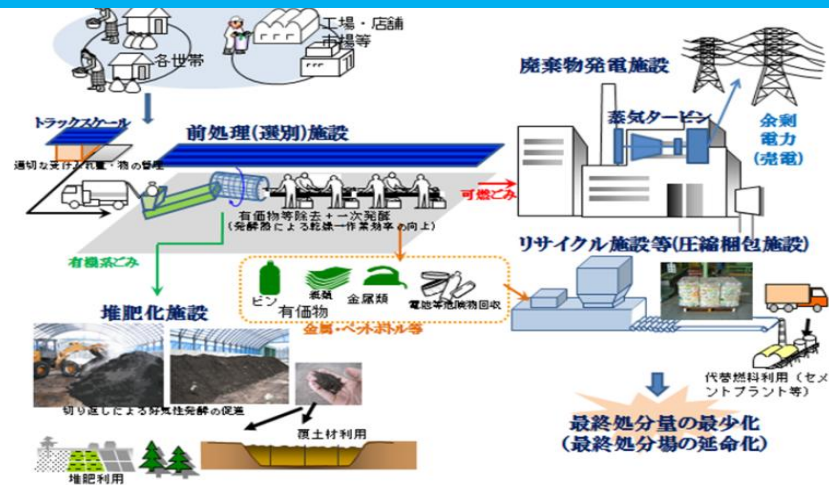 各世帯
工場・店舗
市場等
廃棄物発電施設
蒸気タービン
余剰
電力
(売電)
トラックスケール
適切な受け入れ量・物の管理
前処理(選別)施設
可燃ごみ
有価物等除去+一次発酵
(発酵熱による乾燥→作業効率の向上)
有機系ごみ
リサイクル施設等(圧縮梱包施設)
ビン
紙類
金属類
電池等危険物回収
有価物
金属・ペットボトル等
堆肥化施設
切り返しによる好気性発酵の促進
代替燃料利用(セメ
ントプラント等)
覆土材利用
堆肥利用
最終処分量の最少化
(最終処分場の延命化)